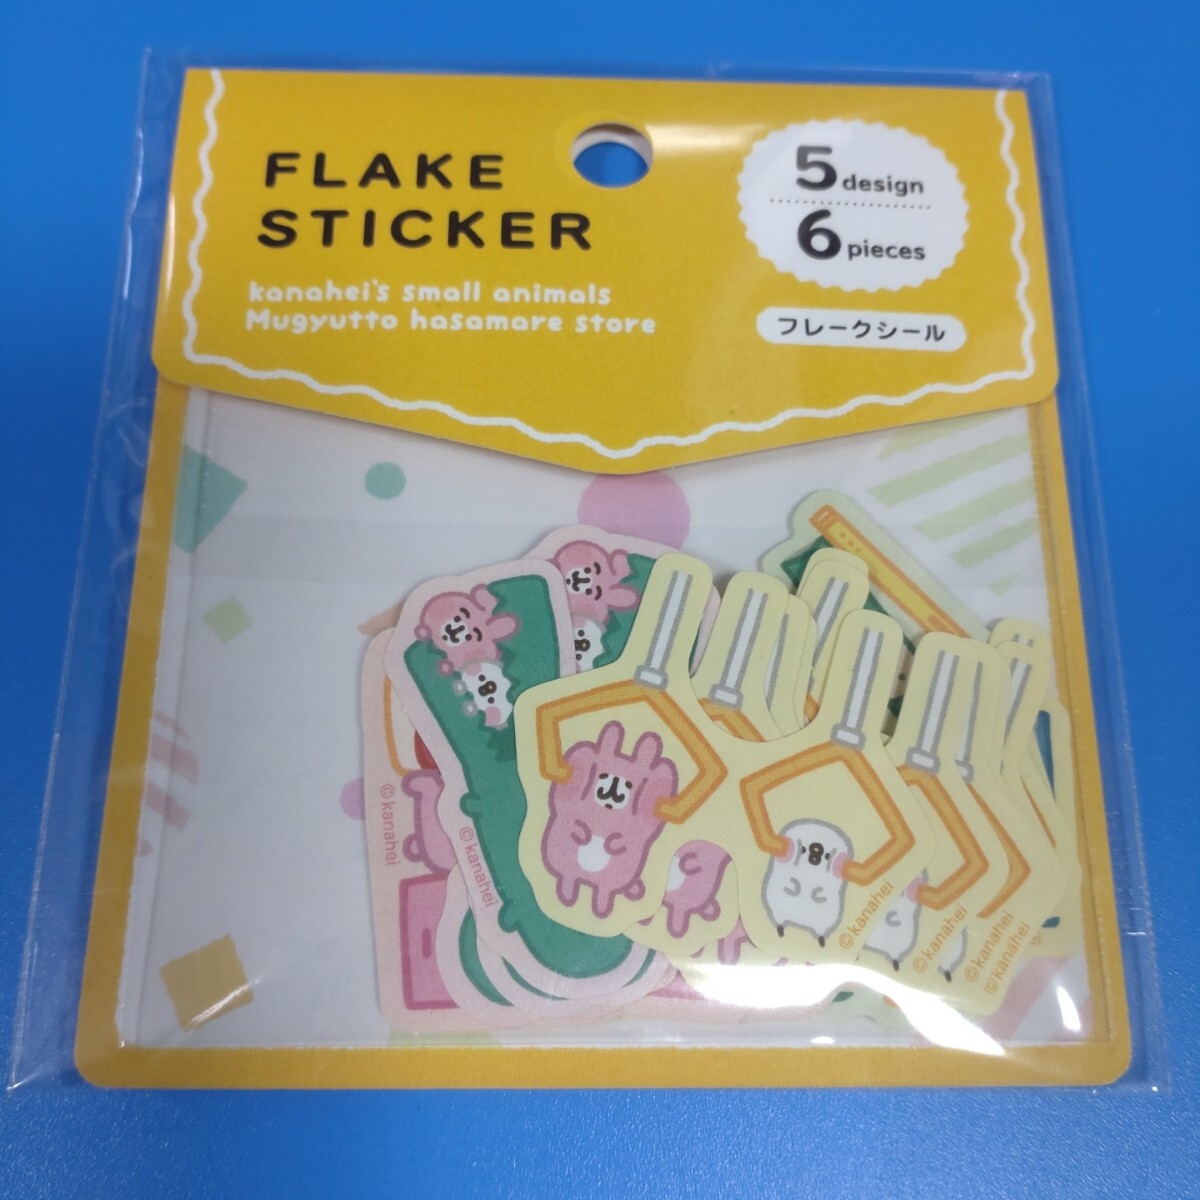 FLAKE
STICKER
kanahei's small animals
Mugyutto hasamare store
5 design
6 pieces
フレークシール
©kanahei
©kanahei
©kanahei
©kanahei
©kanahei
©kanahei